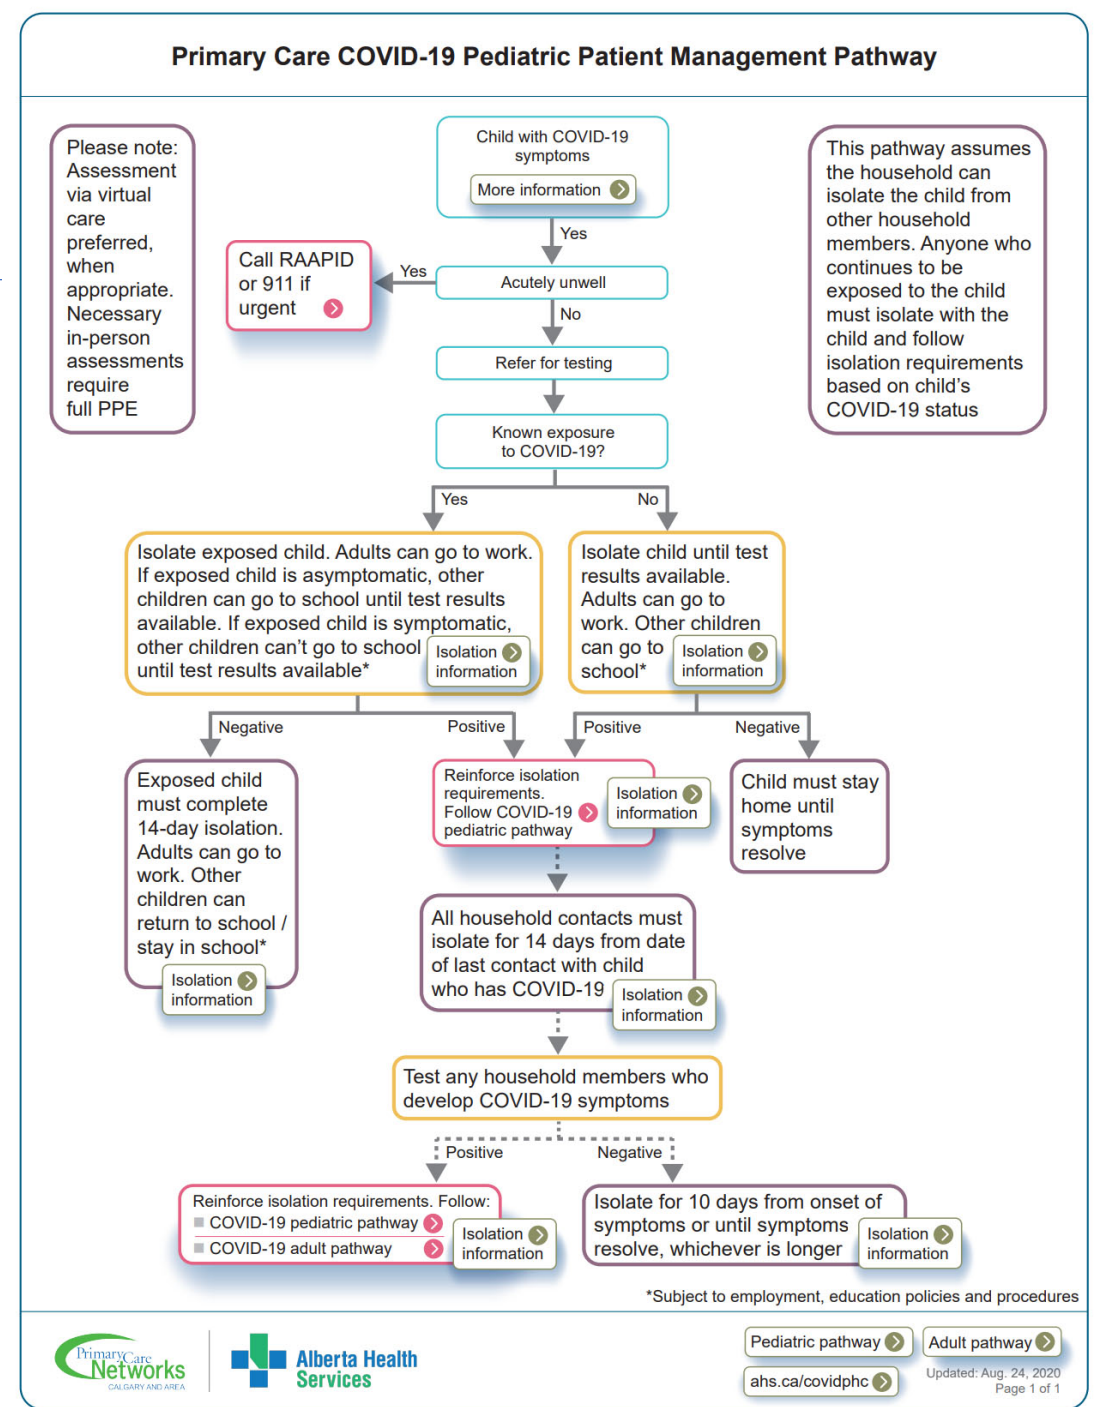 Primary Care COVID-19 Pediatric Patient Management Pathway
Please note:
Assessment
via virtual
care
preferred,
when
appropriate.
Necessary
in-person
assessments
require
full PPE
Child with COVID-19
symptoms
More information
This pathway assumes
the household can
isolate the child from
other household
members. Anyone who
continues to be
exposed to the child
must isolate with the
child and follow
isolation requirements
based on child's
COVID-19 status
Yes
Call RAAPID
or 911 if
urgent
Yes
Acutely unwell
No
Refer for testing
Known exposure
to COVID-19?
Yes
No
Isolate exposed child. Adults can go to work.
If exposed child is asymptomatic, other
children can go to school until test results
available. If exposed child is symptomatic,
other children can't go to school
until test results available*
Isolation
information
Isolate child until test
results available.
Adults can go to
work. Other children
can go to
school*
Isolation
information
Negative
Positive
Positive
Negative
Exposed child
must complete
14-day isolation.
Adults can go to
work. Other
children can
return to school /
stay in school*
Isolation
information
Reinforce isolation
requirements.
Follow COVID-19
pediatric pathway
Isolation
information
Child must stay
home until
symptoms
resolve
All household contacts must
isolate for 14 days from date
of last contact with child
who has COVID-19
Isolation
information
Test any household members who
develop COVID-19 symptoms
Positive
Negative
Reinforce isolation requirements. Follow:
COVID-19 pediatric pathway
COVID-19 adult pathway
Isolation
information
Isolate for 10 days from onset of
symptoms or until symptoms
resolve, whichever is longer
Isolation
information
*Subject to employment, education policies and procedures
PrimaryCare
Networks
CALGARY AND AREA
Alberta Health
Services
Pediatric pathway
Adult pathway
ahs.ca/covidphc
Updated: Aug. 24, 2020
Page 1 of 1